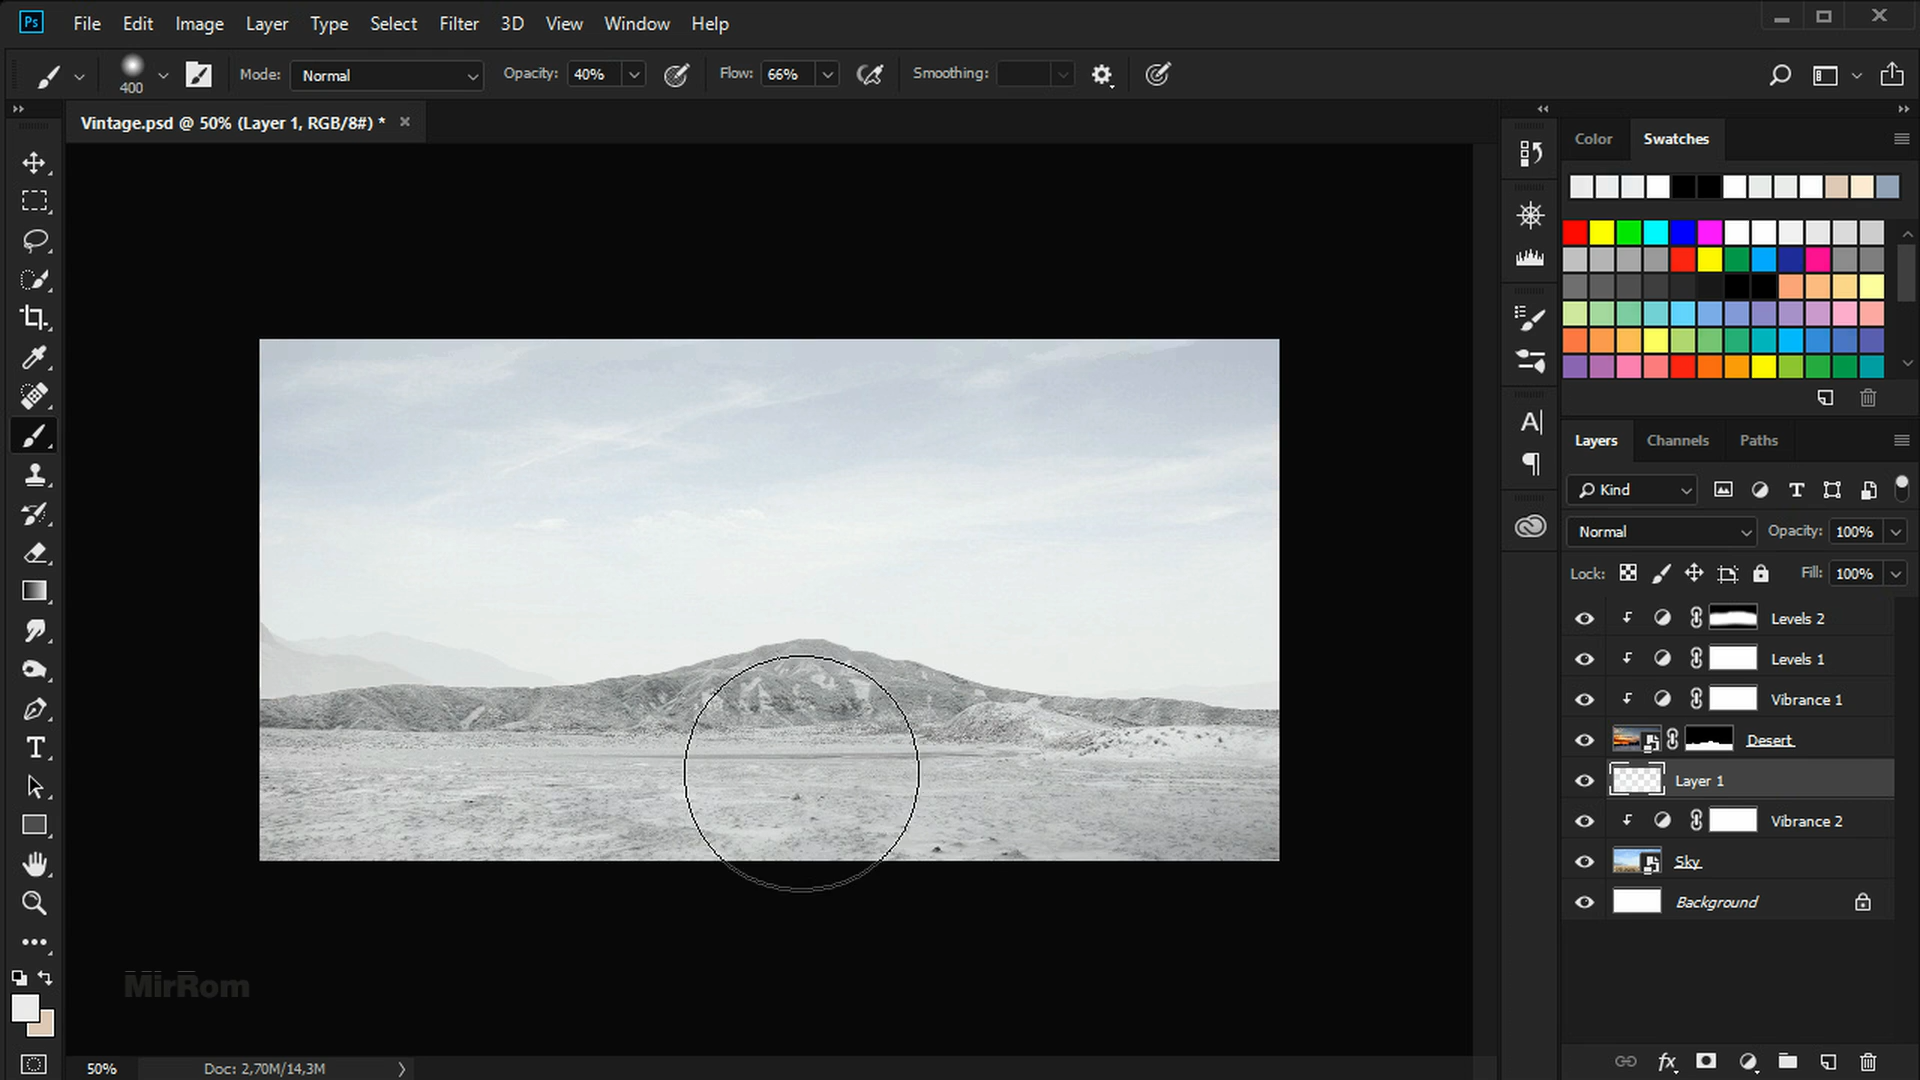 Ps File Edit Image Layer Type Select Filter 3D View Window Help
400 Mode: Normal Opacity: 40% Flow: 66% Smoothing:
Vintage.psd @ 50% (Layer 1, RGB/8#) *
Color Swatches
Layers Channels Paths
Kind
Normal Opacity: 100%
Lock: Fill: 100%
Levels 2
Levels 1
Vibrance 1
Desert
Layer 1
Vibrance 2
Sky
Background
MirRom
50% Doc: 2,70M/14,3M
fx